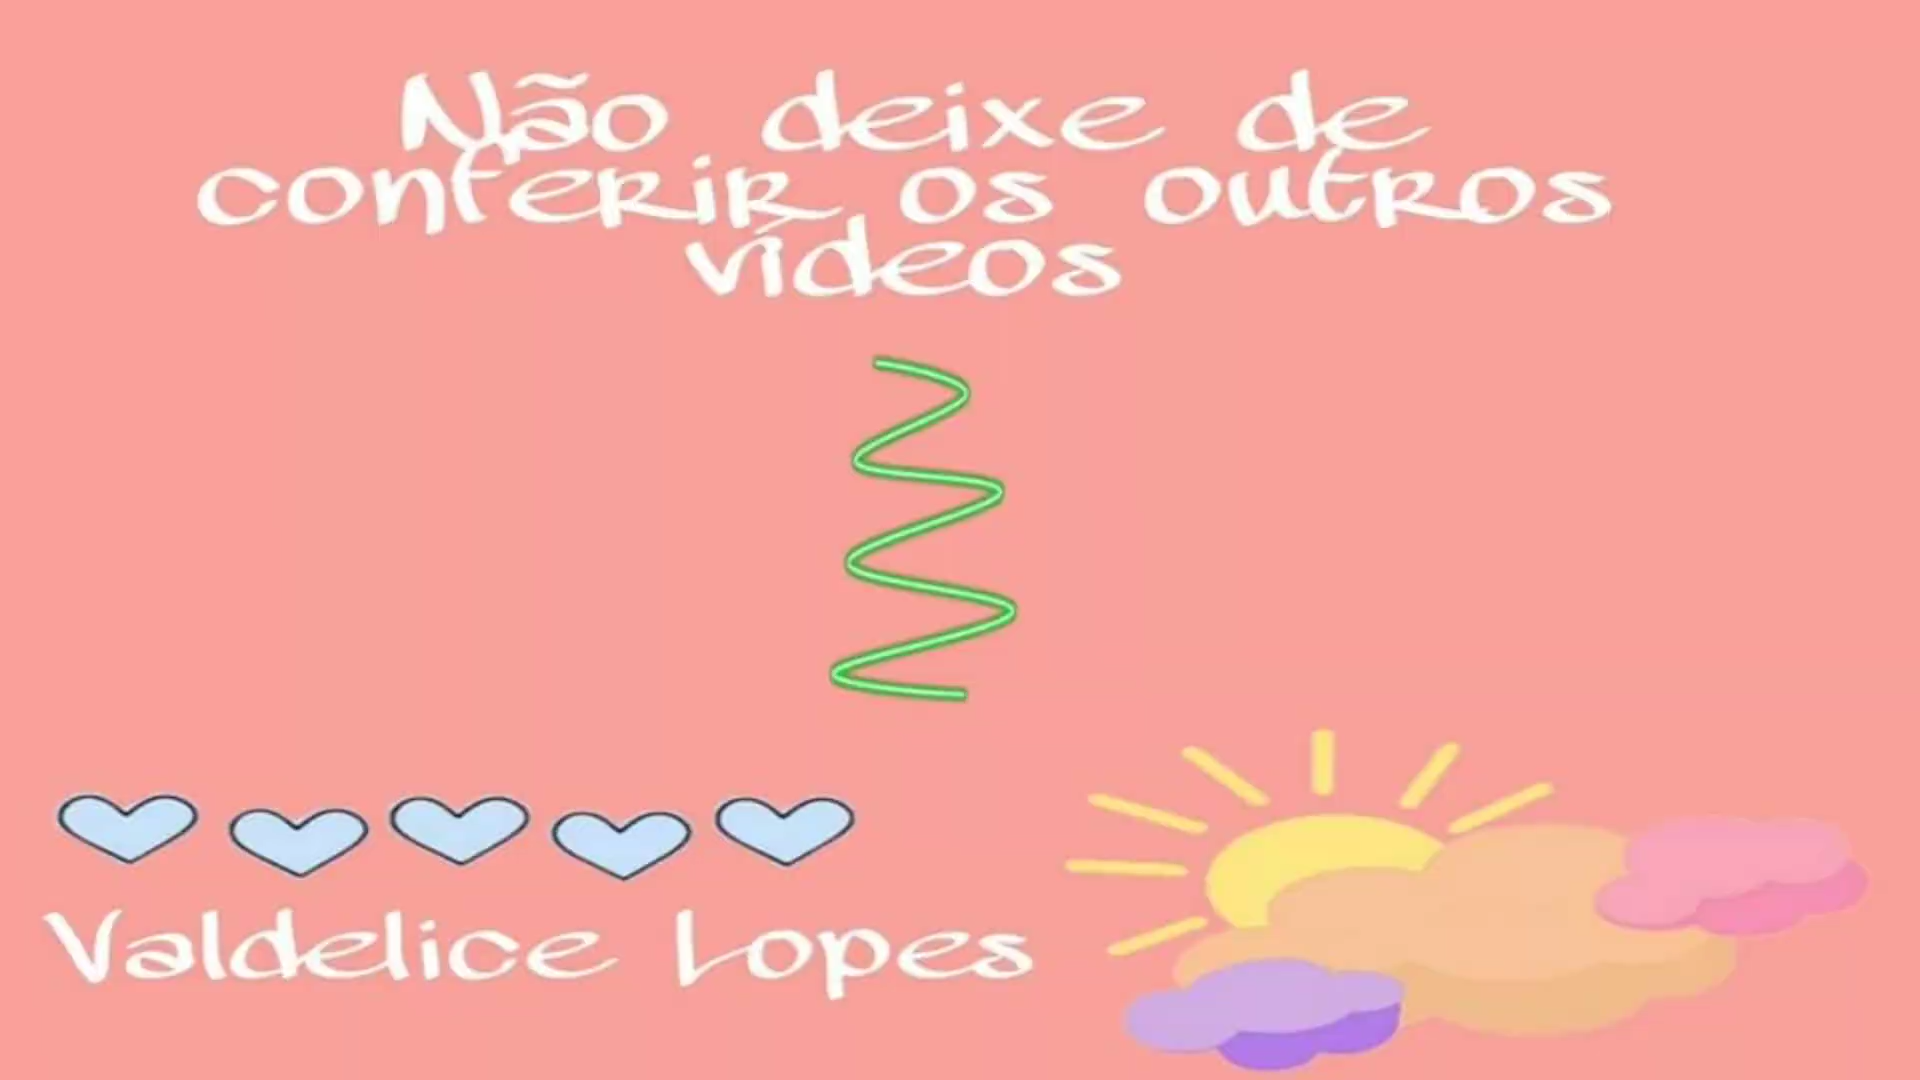 Não deixe de
conferir os outros
vídeos
Valdelice Lopes